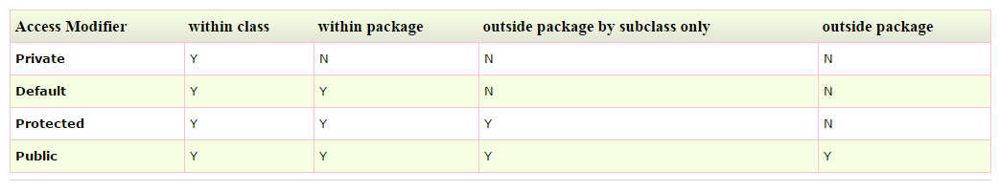 Access Modifier within class within package outside package by subclass only outside package
Private Y N N N
Default Y Y N N
Protected Y Y Y N
Public Y Y Y Y